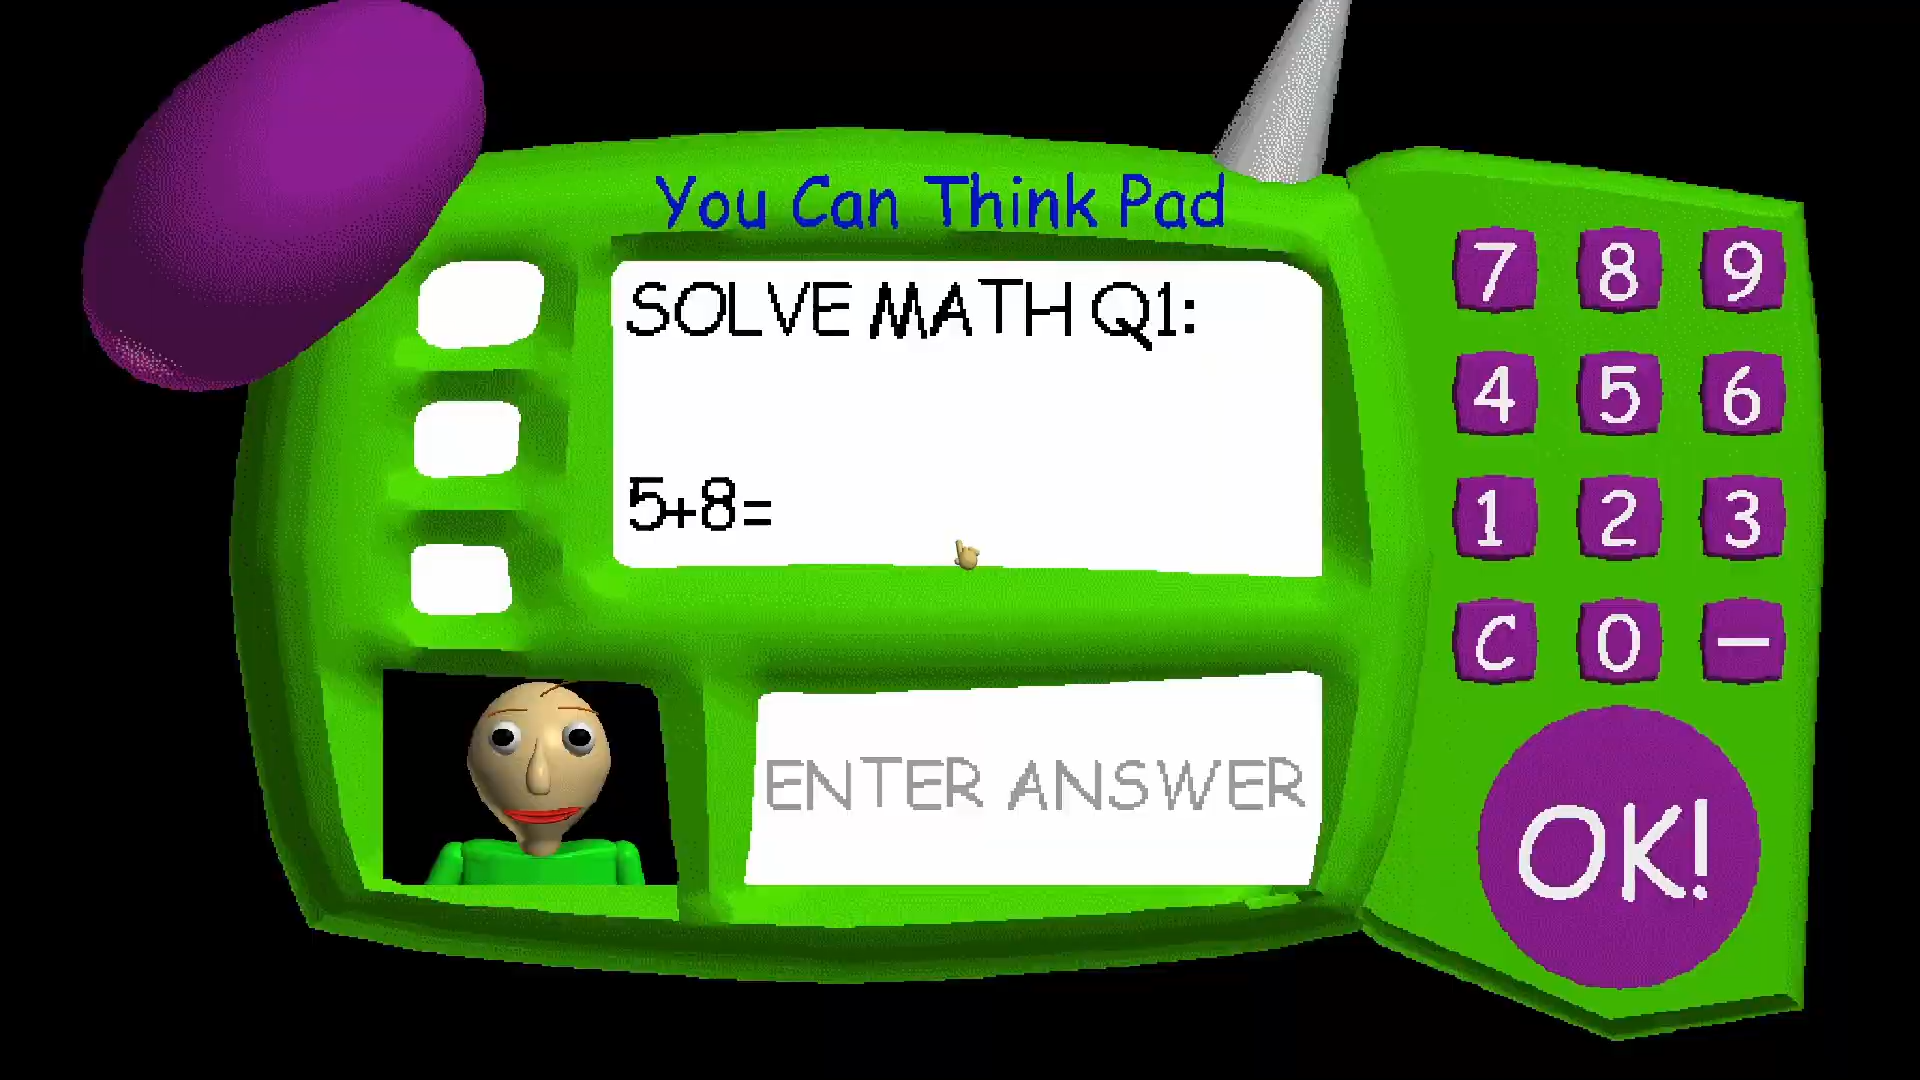 You Can Think Pad
SOLVE MATH Q1:
5+8=
7 8 9
4 5 6
1 2 3
C 0 −
ENTER ANSWER
OK!